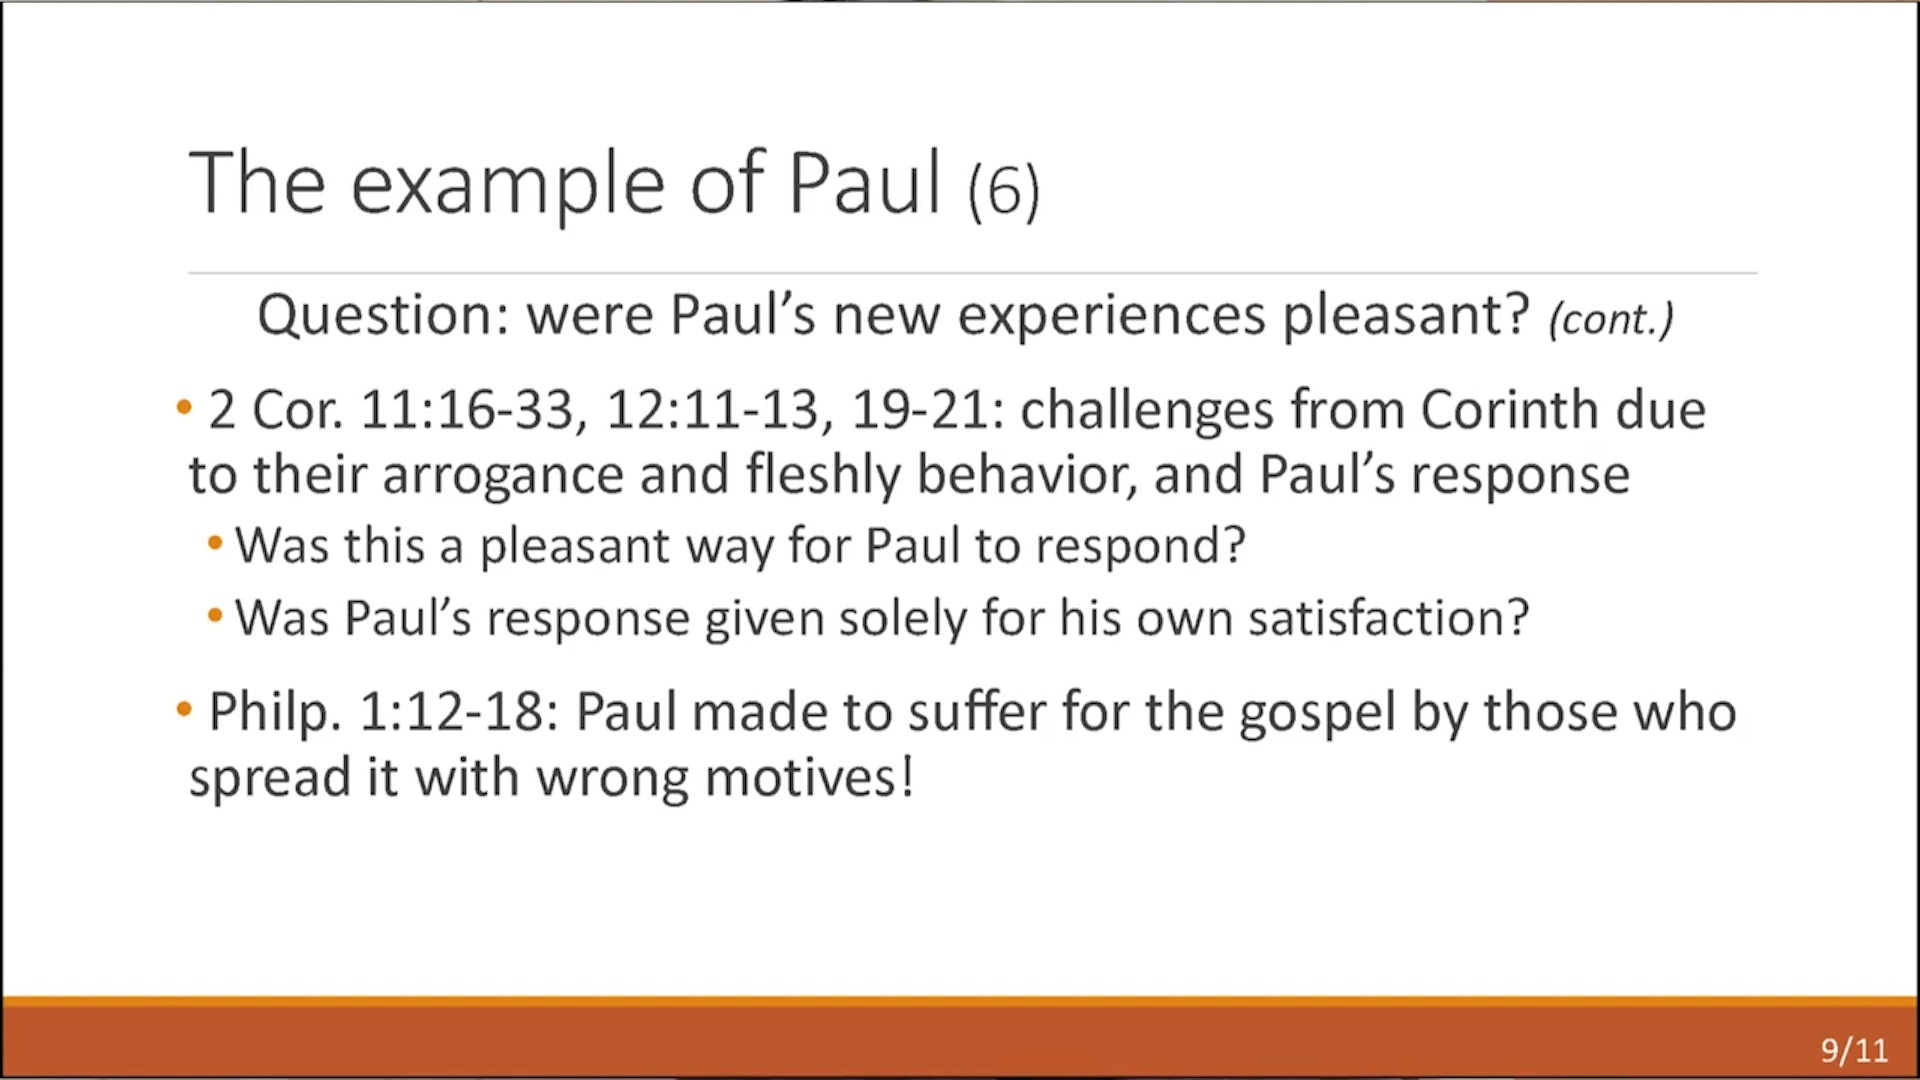 The example of Paul (6)
Question: were Paul’s new experiences pleasant? (cont.)
• 2 Cor. 11:16-33, 12:11-13, 19-21: challenges from Corinth due
to their arrogance and fleshly behavior, and Paul’s response
• Was this a pleasant way for Paul to respond?
• Was Paul’s response given solely for his own satisfaction?
• Philp. 1:12-18: Paul made to suffer for the gospel by those who
spread it with wrong motives!
9/11